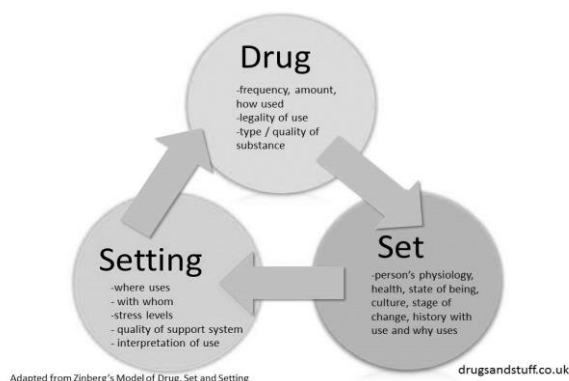 Drug
-frequency, amount,
how used
-legality of use
-type / quality of
substance
Setting
-where uses
- with whom
-stress levels
- quality of support system
- interpretation of use
Set
-person's physiology,
health, state of being,
culture, stage of
change, history with
use and why uses
Adapted from Zinberg's Model of Drug, Set and Setting
drugsandstuff.co.uk